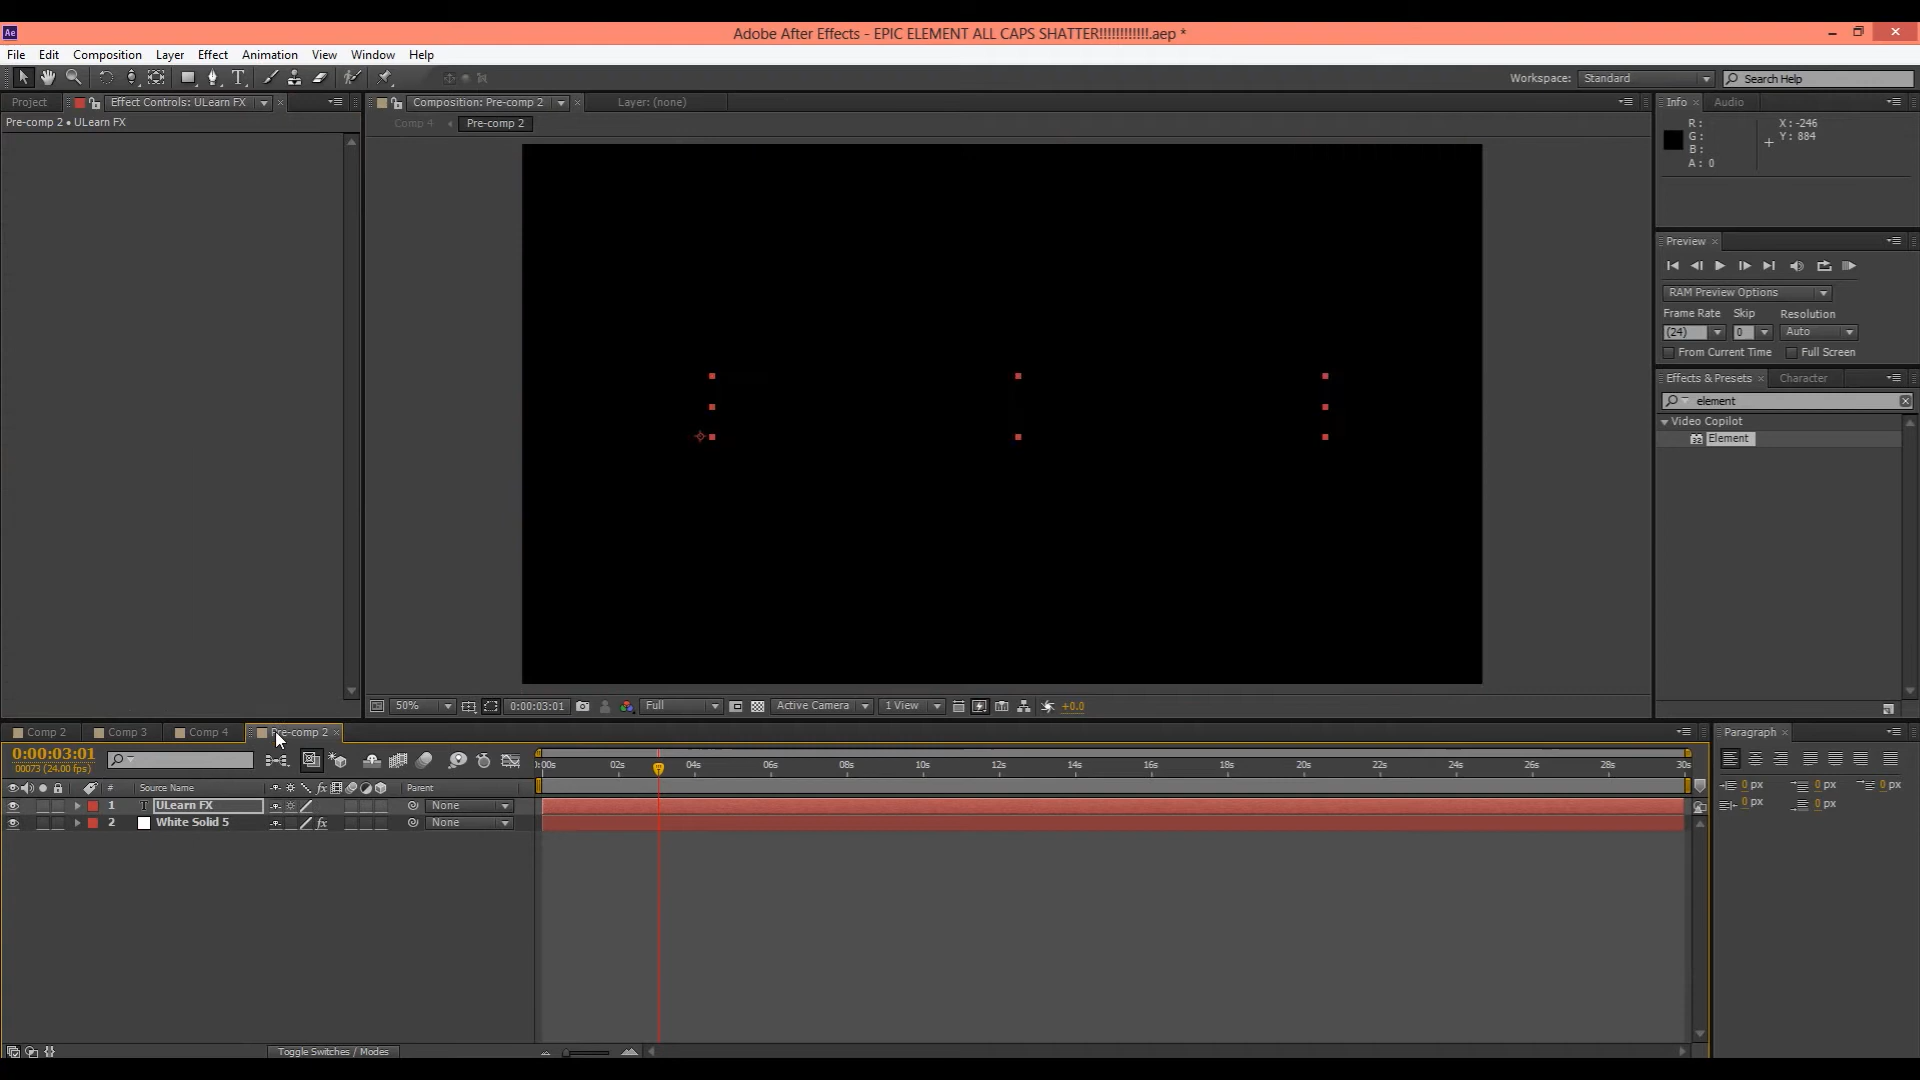 Ae
Adobe After Effects - EPIC ELEMENT ALL CAPS SHATTER!!!!!!!!!!!!.aep *
File Edit Composition Layer Effect Animation View Window Help
Workspace: Standard Search Help
Project Effect Controls: ULearn FX
Composition: Pre-comp 2 Layer: (none)
Info Audio
Pre-comp 2 • ULearn FX
Comp 4 Pre-comp 2
R :
G :
B :
A : 0
X : -246
Y : 884
Preview
RAM Preview Options
Frame Rate Skip Resolution
(24) 0 Auto
From Current Time Full Screen
Effects & Presets Character
element
Video Copilot
Element
50% 0:00:03:01 Full Active Camera 1 View +0.0
Comp 2 Comp 3 Comp 4 Pre-comp 2
Paragraph
0:00:03:01
00073 (24.00 fps)
:00s 02s 04s 06s 08s 10s 12s 14s 16s 18s 20s 22s 24s 26s 28s 30s
# Source Name fx Parent
1 T ULearn FX None
2 White Solid 5 fx None
0 px 0 px 0 px
0 px 0 px
Toggle Switches / Modes